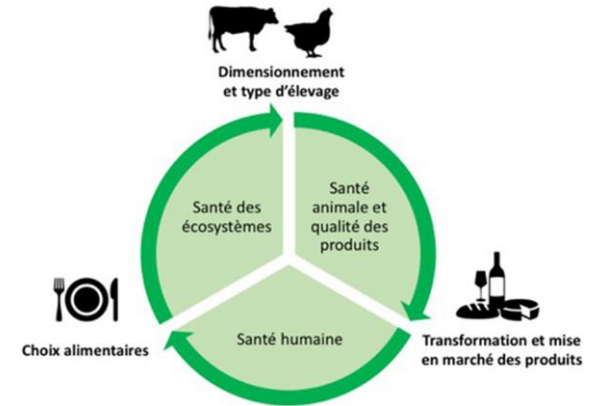 Dimensionnement
et type d'élevage
Santé des
écosystèmes
Santé
animale et
qualité des
produits
Santé humaine
Choix alimentaires
Transformation et mise
en marché des produits